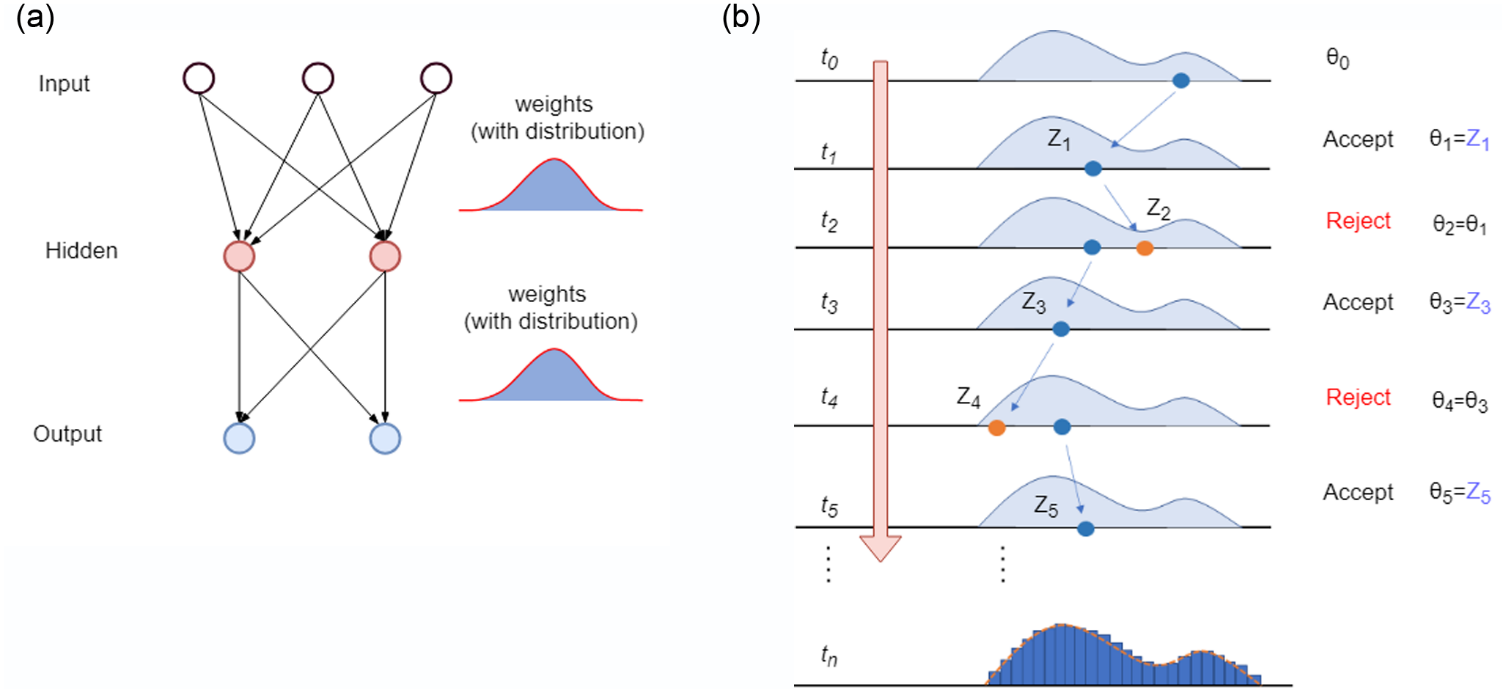 (a)
Input
weights
(with distribution)
Hidden
weights
(with distribution)
Output
(b)
t0 θ0
t1 Z1 Accept θ1=Z1
t2 Z2 Reject θ2=θ1
t3 Z3 Accept θ3=Z3
t4 Z4 Reject θ4=θ3
t5 Z5 Accept θ5=Z5
tn